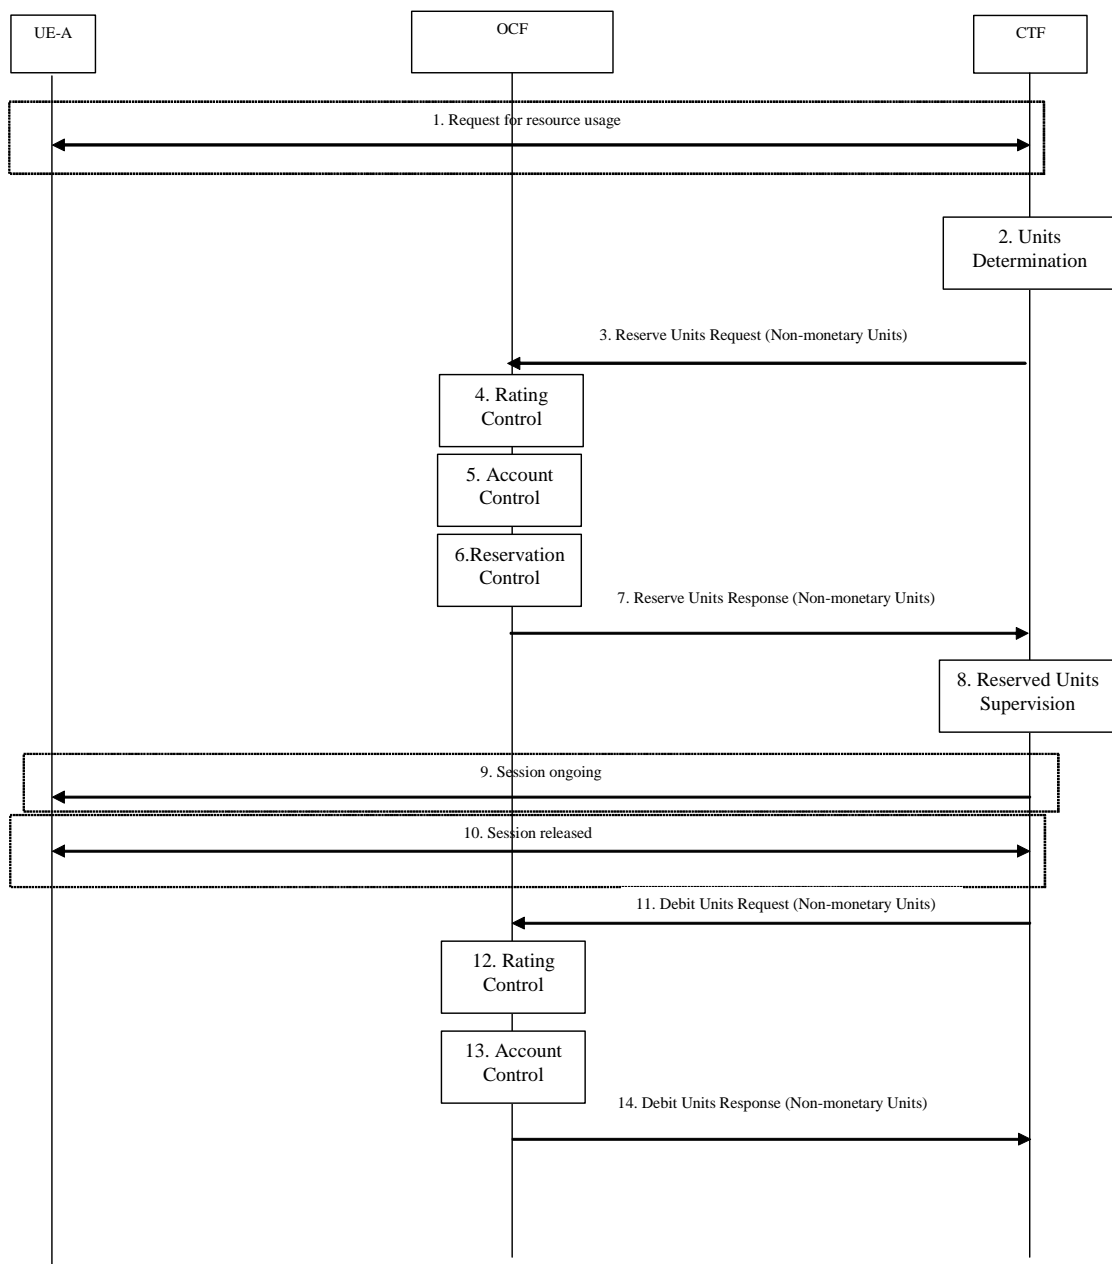 UE-A
OCF
CTF
1. Request for resource usage
2. Units
Determination
3. Reserve Units Request (Non-monetary Units)
4. Rating
Control
5. Account
Control
6.Reservation
Control
7. Reserve Units Response (Non-monetary Units)
8. Reserved Units
Supervision
9. Session ongoing
10. Session released
11. Debit Units Request (Non-monetary Units)
12. Rating
Control
13. Account
Control
14. Debit Units Response (Non-monetary Units)